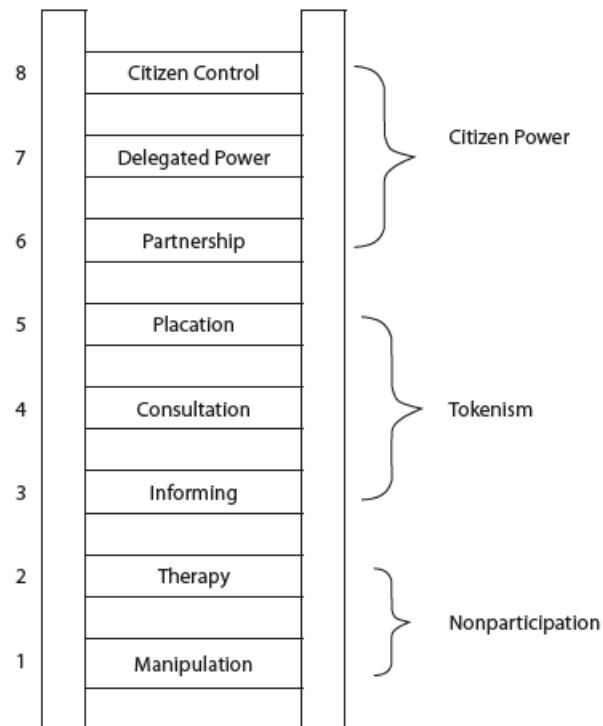 8 Citizen Control
Citizen Power
7 Delegated Power
6 Partnership
5 Placation
4 Consultation Tokenism
3 Informing
2 Therapy
Nonparticipation
1 Manipulation